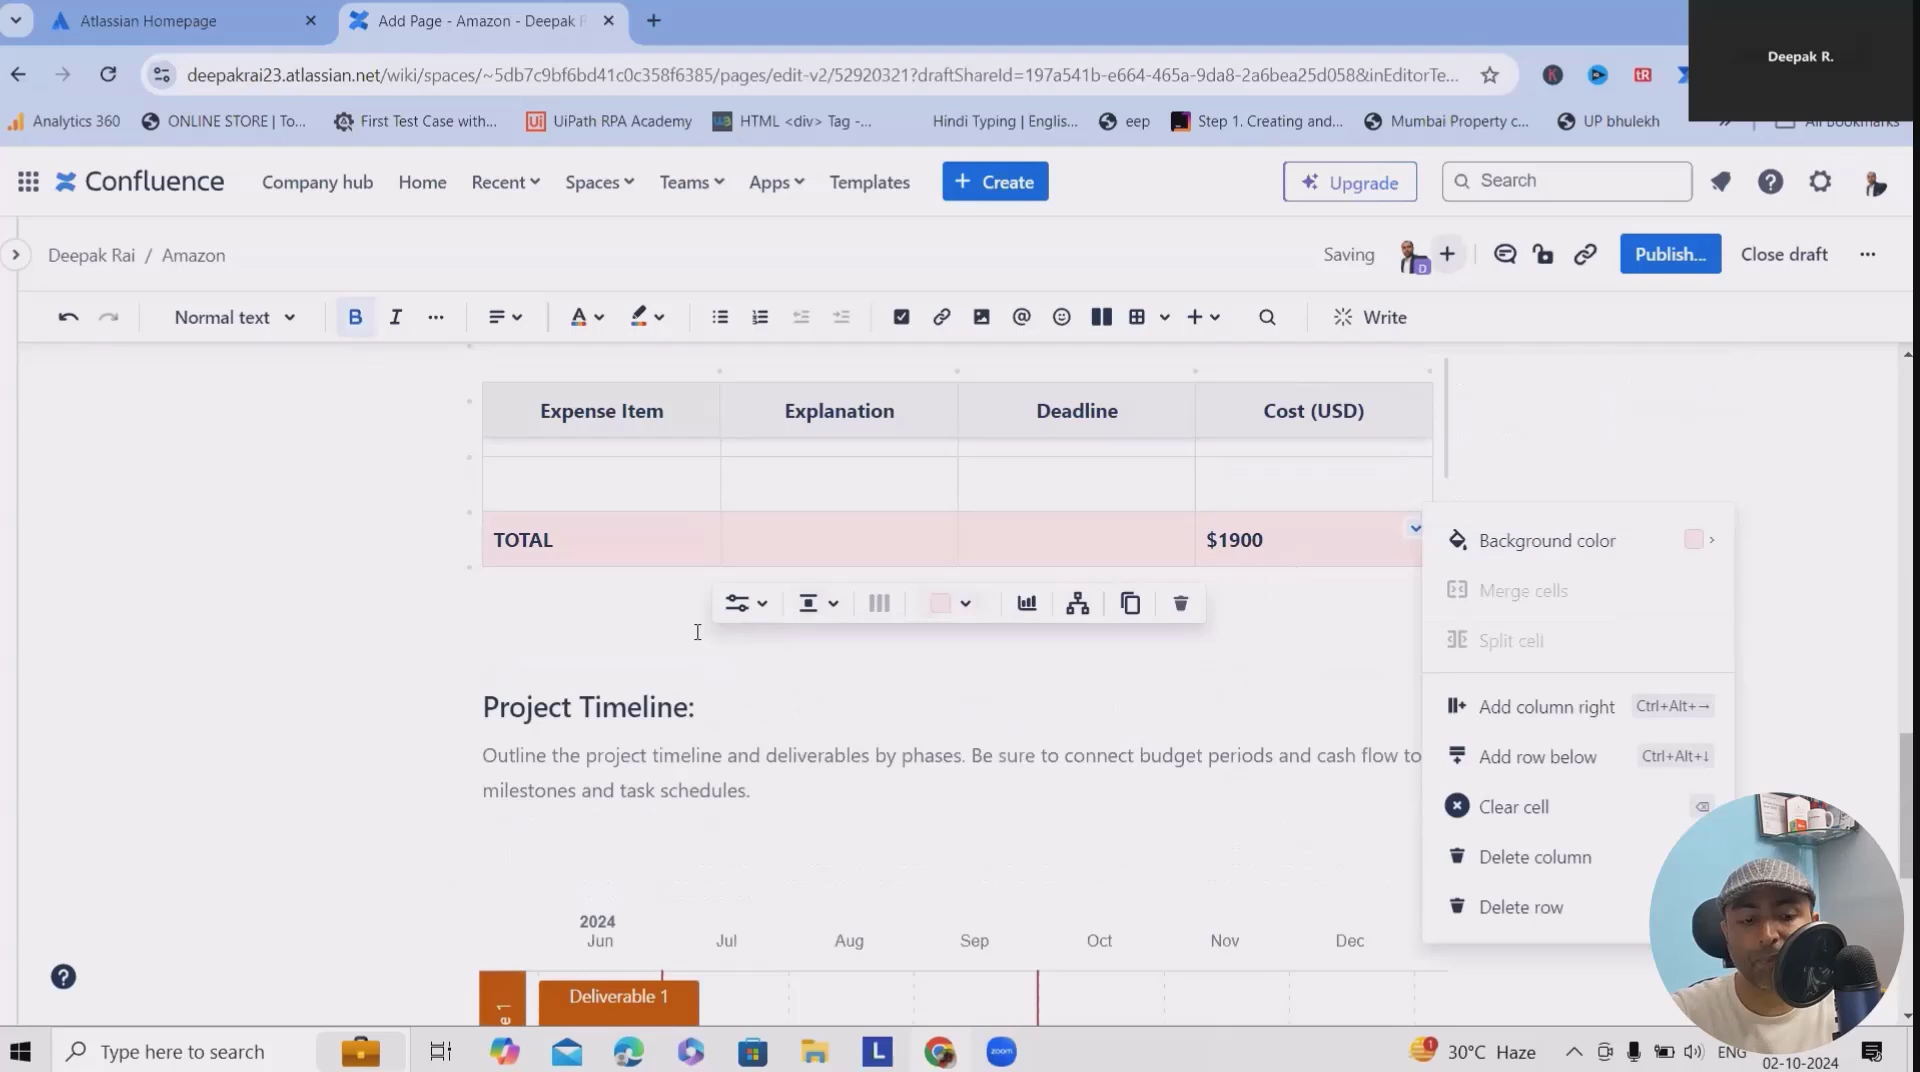 Atlassian Homepage
Add Page - Amazon - Deepak
Deepak R.
deepakrai23.atlassian.net/wiki/spaces/~5db7c9bf6bd41c0c358f6385/pages/edit-v2/52920321?draftShareId=197a541b-e664-465a-9da8-2a6bea25d058&inEditorTe...
Analytics 360
ONLINE STORE | To...
First Test Case with...
UiPath RPA Academy
HTML <div> Tag -...
Hindi Typing | Englis...
eep
Step 1. Creating and...
Mumbai Property c...
UP bhulekh
All Bookmarks
Confluence
Company hub
Home
Recent
Spaces
Teams
Apps
Templates
+ Create
Upgrade
Search
Deepak Rai / Amazon
Saving
D
Publish...
Close draft
Normal text
B I
A
Write
Expense Item Explanation Deadline Cost (USD)
TOTAL $1900
Background color
Merge cells
Split cell
Add column right Ctrl+Alt+→
Add row below Ctrl+Alt+↓
Clear cell
Delete column
Delete row
Project Timeline:
Outline the project timeline and deliverables by phases. Be sure to connect budget periods and cash flow to
milestones and task schedules.
2024
Jun Jul Aug Sep Oct Nov Dec
Deliverable 1
e 1
Type here to search
L
zoom
1
30°C Haze
ENG
02-10-2024